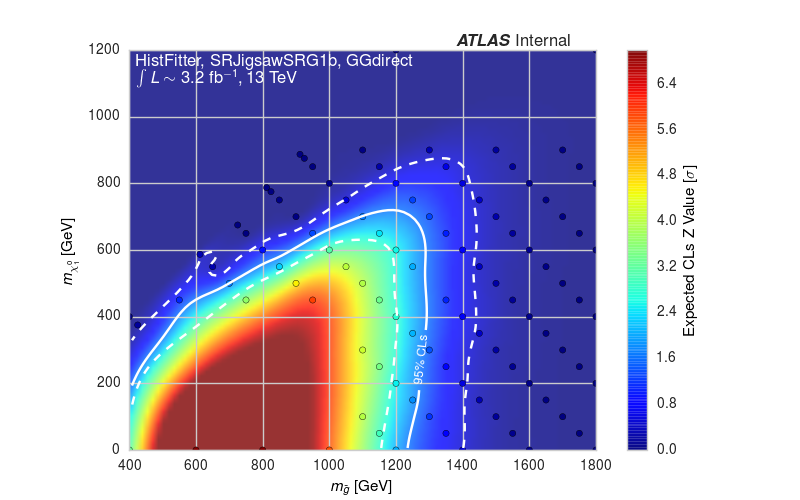 ATLAS Internal
HistFitter, SRJigsawSRG1b, GGdirect
∫ L ∼ 3.2 fb⁻¹, 13 TeV
1200
1000
800
600
400
200
0
m_χ̃₁⁰ [GeV]
95% CLs
400 600 800 1000 1200 1400 1600 1800
m_g̃ [GeV]
6.4
5.6
4.8
4.0
3.2
2.4
1.6
0.8
0.0
Expected CLs Z Value [σ]